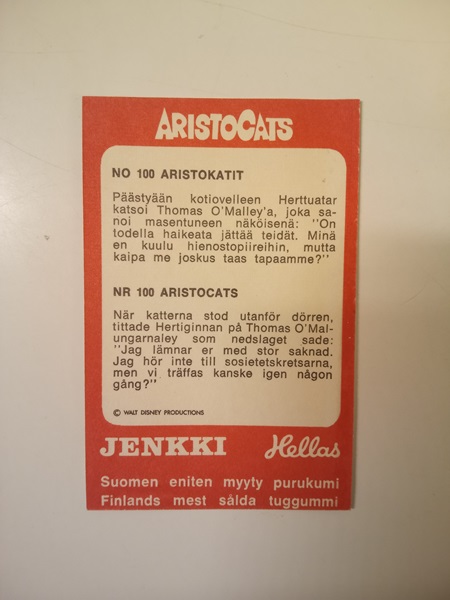 ARISTOCATS
NO 100 ARISTOKATIT
Päästyään kotiovelleen Herttuatar
katsoi Thomas O'Malley'a, joka sa-
noi masentuneen näköisenä: "On
todella haikeata jättää teidät. Minä
en kuulu hienostopiireihin, mutta
kaipa me joskus taas tapaamme?"
NR 100 ARISTOCATS
När katterna stod utanför dörren,
tittade Hertiginnan på Thomas O'Mal-
ungarnaley som nedslaget sade:
"Jag lämnar er med stor saknad.
Jag hör inte till sosietetskretsarna,
men vi träffas kanske igen någon
gång?"
© WALT DISNEY PRODUCTIONS
JENKKI Hellas
Suomen eniten myyty purukumi
Finlands mest sålda tuggummi